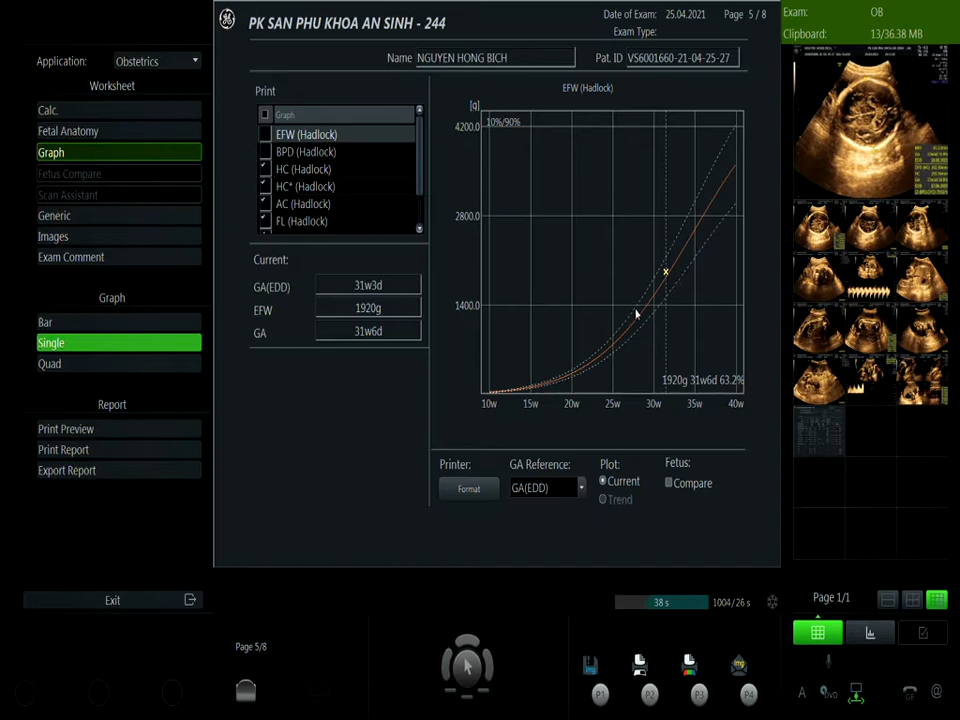 PK SAN PHU KHOA AN SINH - 244
Date of Exam: 25.04.2021 Page 5 / 8
Exam Type:
Name NGUYEN HONG BICH Pat. ID VS6001660-21-04-25-27
Exam: OB
Clipboard: 13/36.38 MB
Application: Obstetrics
Worksheet
Calc.
Fetal Anatomy
Graph
Fetus Compare
Scan Assistant
Generic
Images
Exam Comment
Graph
Bar
Single
Quad
Report
Print Preview
Print Report
Export Report
Exit
Print
Graph
EFW (Hadlock)
BPD (Hadlock)
HC (Hadlock)
HC* (Hadlock)
AC (Hadlock)
FL (Hadlock)
Current:
GA(EDD) 31w3d
EFW 1920g
GA 31w6d
EFW (Hadlock)
[g]
10%/90%
4200.0
2800.0
1400.0
1920g 31w6d 63.2%
10w 15w 20w 25w 30w 35w 40w
Printer: GA Reference: Plot: Fetus:
Format GA(EDD) Current Compare
Trend
38 s 1004/26 s
Page 1/1
Page 5/8
P1 P2 P3 P4
A DVD @